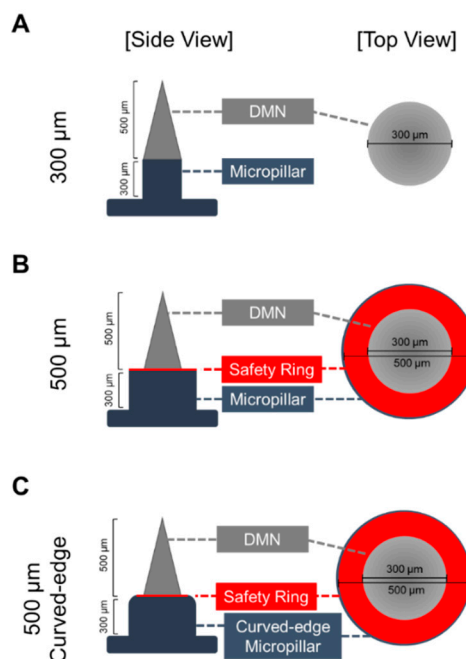 A
[Side View]
[Top View]
300 µm
500 µm
300 µm
DMN
Micropillar
300 µm
B
500 µm
500 µm
300 µm
DMN
Safety Ring
Micropillar
300 µm
500 µm
C
500 µm
Curved-edge
500 µm
300 µm
DMN
Safety Ring
Curved-edge
Micropillar
300 µm
500 µm